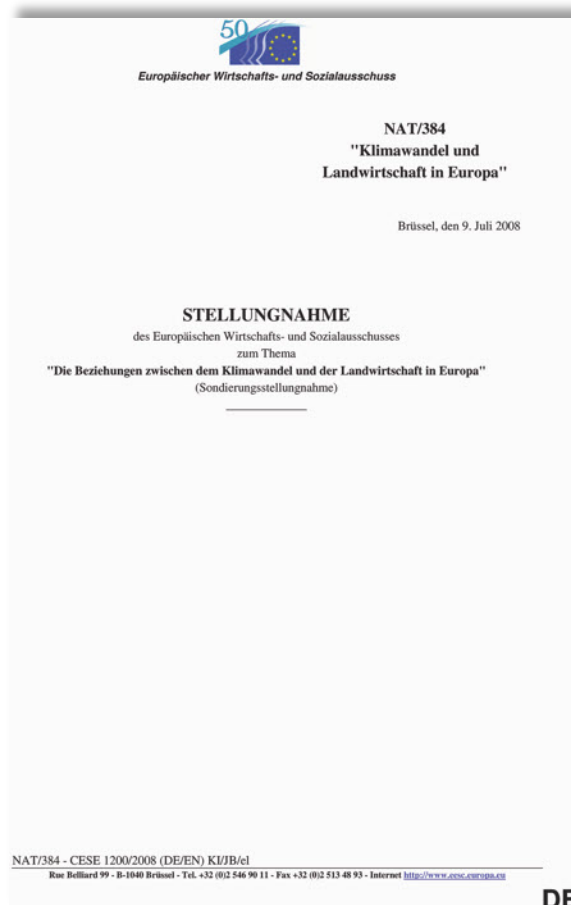 50
Europäischer Wirtschafts- und Sozialausschuss
NAT/384
"Klimawandel und
Landwirtschaft in Europa"
Brüssel, den 9. Juli 2008
STELLUNGNAHME
des Europäischen Wirtschafts- und Sozialausschusses
zum Thema
"Die Beziehungen zwischen dem Klimawandel und der Landwirtschaft in Europa"
(Sondierungsstellungnahme)
NAT/384 - CESE 1200/2008 (DE/EN) KI/JB/el
Rue Belliard 99 - B-1040 Brüssel - Tel. +32 (0)2 546 90 11 - Fax +32 (0)2 513 48 93 - Internet http://www.eesc.europa.eu
DE